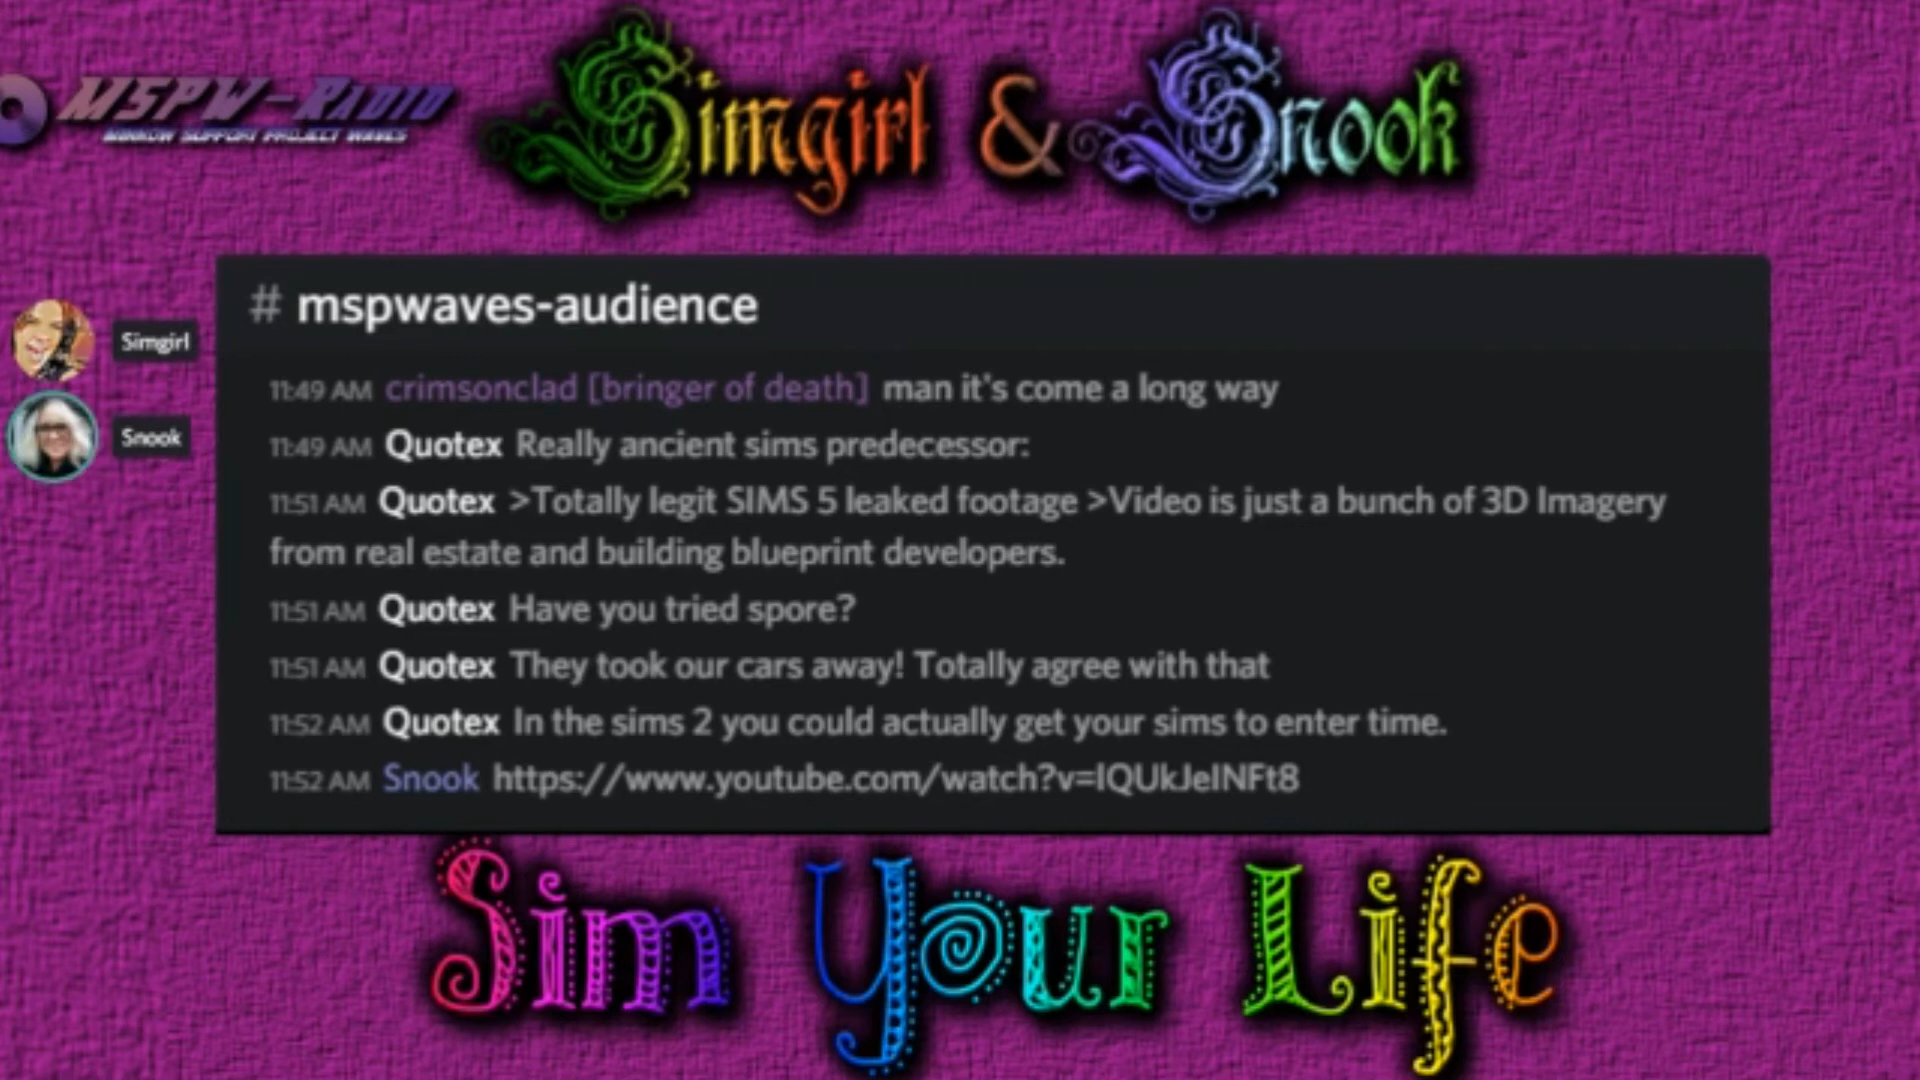 MSPW-Radio
MINNOW SUPPORT PROJECT WAVES
Simgirl & Snook
# mspwaves-audience
Simgirl
Snook
11:49 AM crimsonclad [bringer of death] man it's come a long way
11:49 AM Quotex Really ancient sims predecessor:
11:51 AM Quotex >Totally legit SIMS 5 leaked footage >Video is just a bunch of 3D Imagery
from real estate and building blueprint developers.
11:51 AM Quotex Have you tried spore?
11:51 AM Quotex They took our cars away! Totally agree with that
11:52 AM Quotex In the sims 2 you could actually get your sims to enter time.
11:52 AM Snook https://www.youtube.com/watch?v=lQUkJeINFt8
Sim Your Life